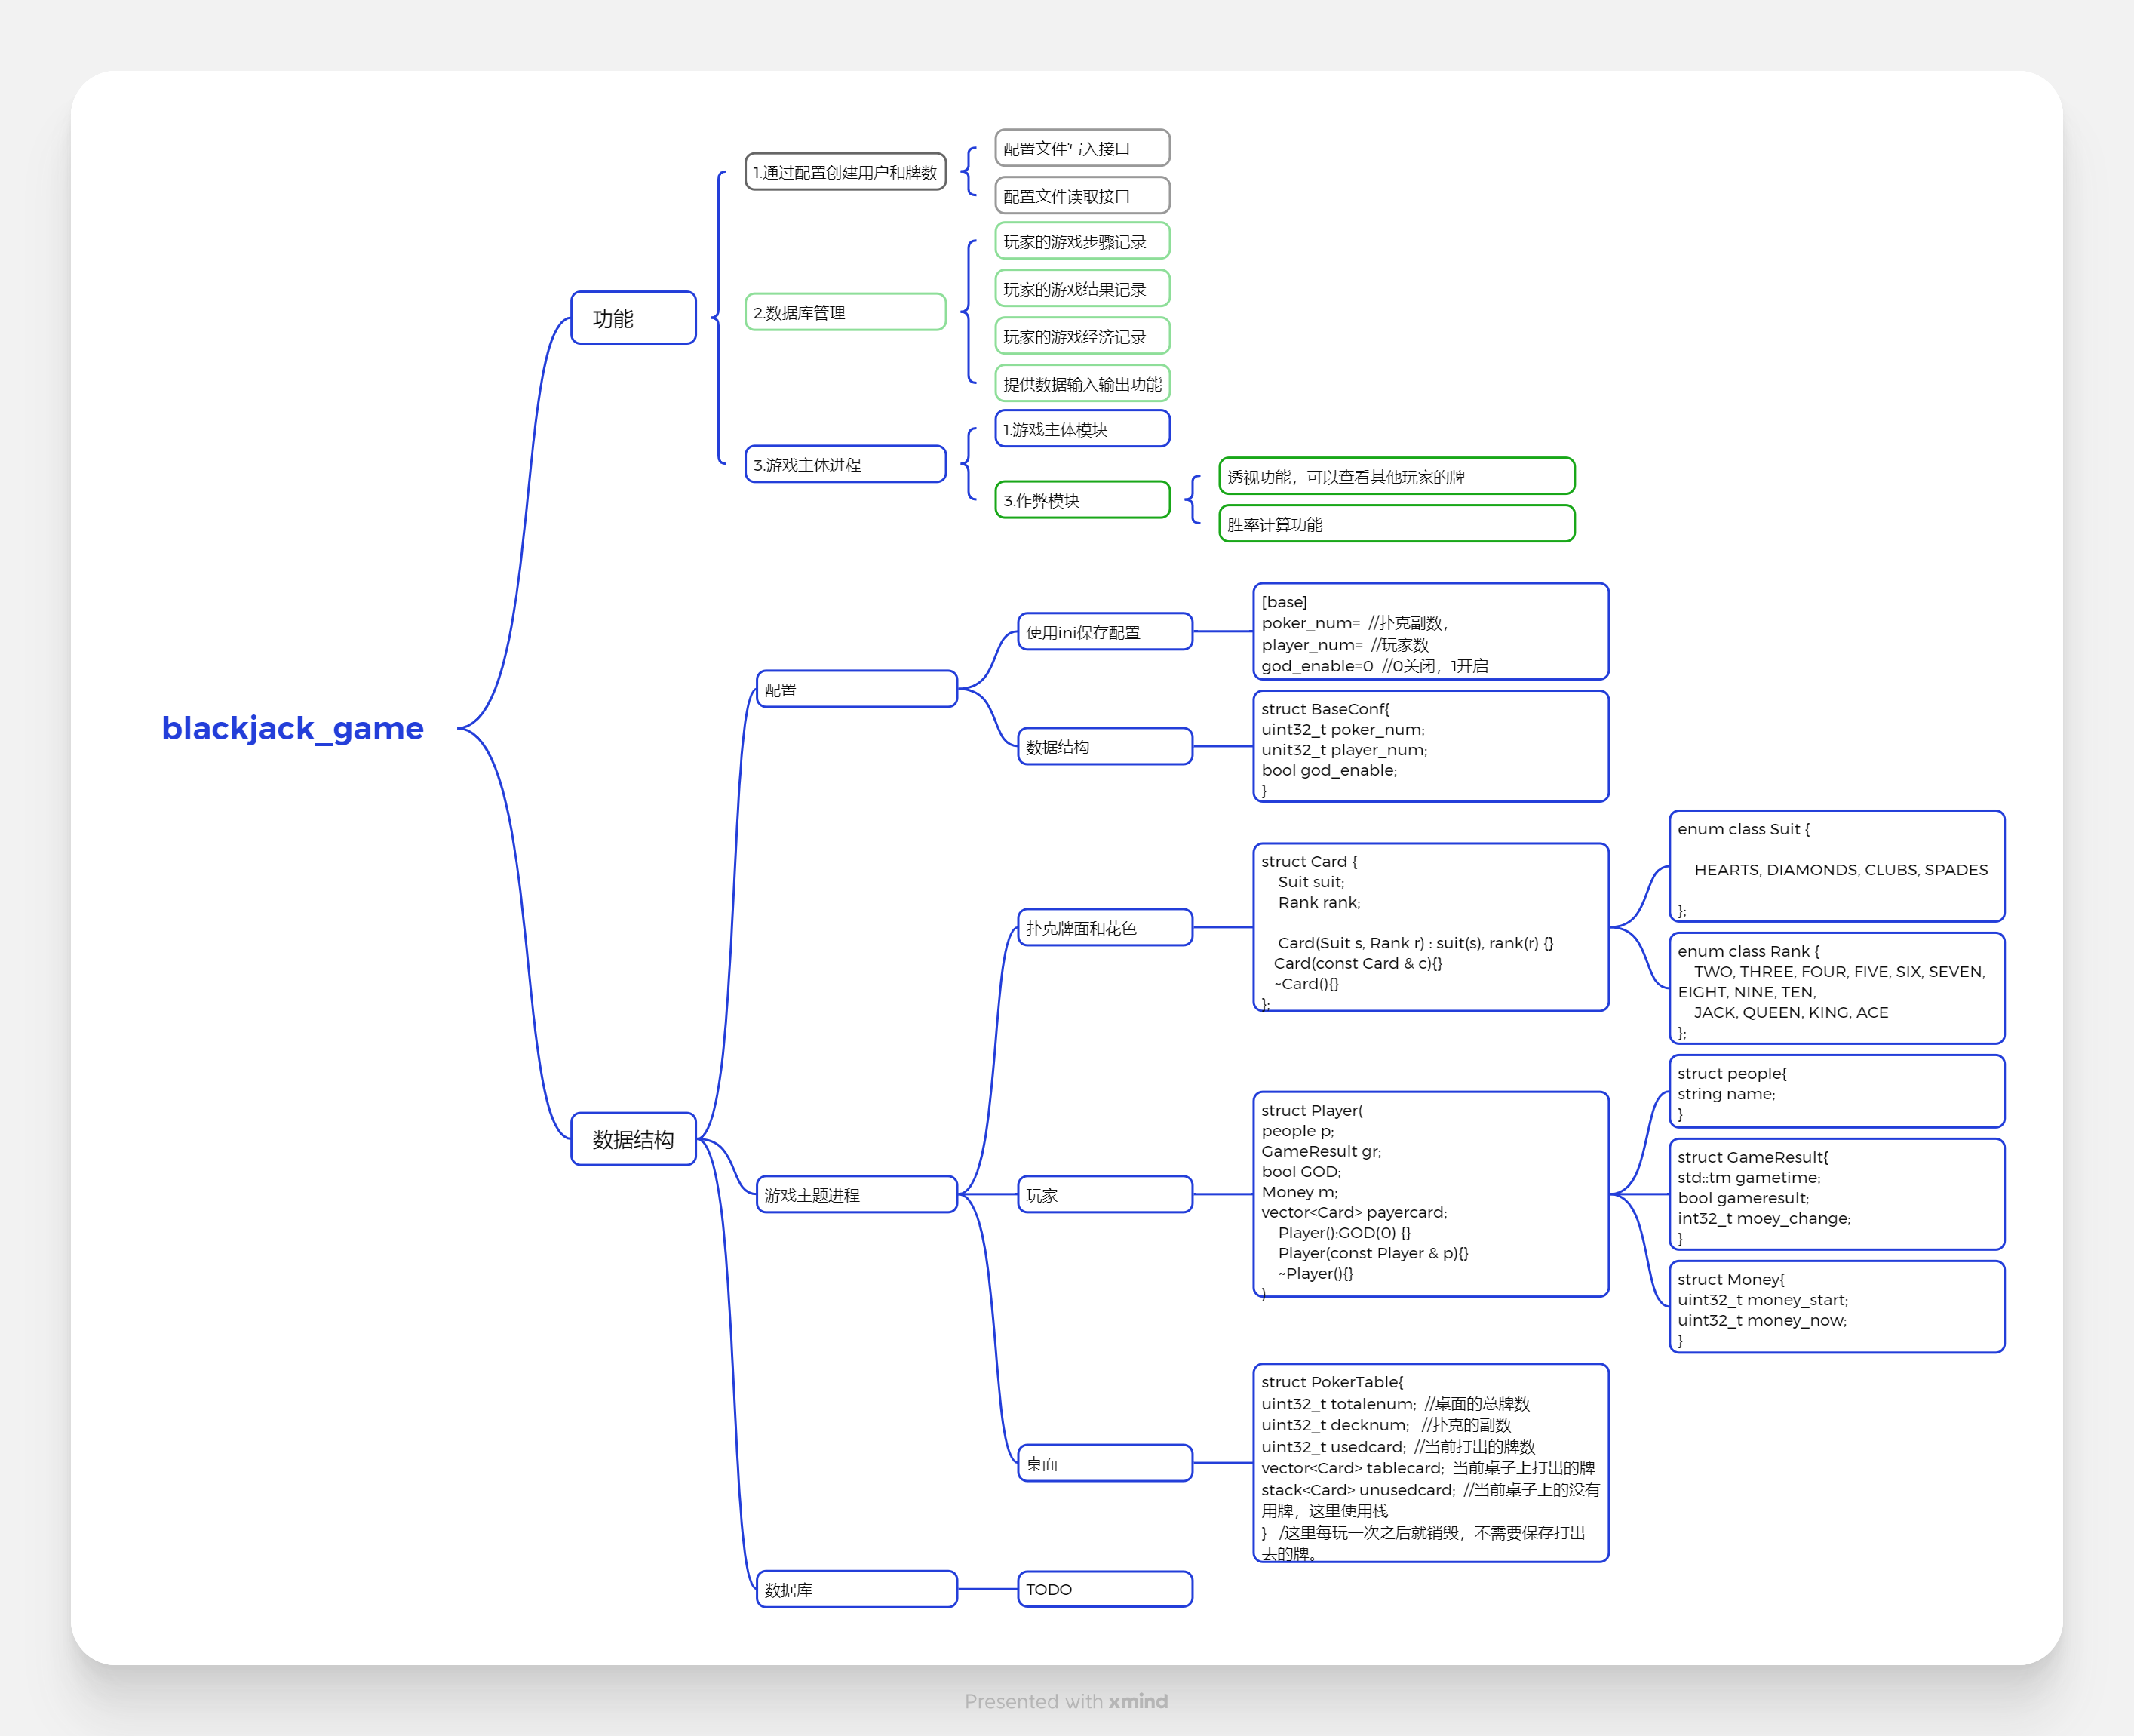 blackjack_game
功能
1.通过配置创建用户和牌数
配置文件写入接口
配置文件读取接口
2.数据库管理
玩家的游戏步骤记录
玩家的游戏结果记录
玩家的游戏经济记录
提供数据输入输出功能
3.游戏主体进程
1.游戏主体模块
3.作弊模块
透视功能，可以查看其他玩家的牌
胜率计算功能
数据结构
配置
使用ini保存配置
[base]
poker_num=  //扑克副数，
player_num=  //玩家数
god_enable=0  //0关闭，1开启
数据结构
struct BaseConf{
uint32_t poker_num;
unit32_t player_num;
bool god_enable;
}
游戏主题进程
扑克牌面和花色
struct Card {
    Suit suit;
    Rank rank;
    Card(Suit s, Rank r) : suit(s), rank(r) {}
   Card(const Card & c){}
   ~Card(){}
};
enum class Suit {
    HEARTS, DIAMONDS, CLUBS, SPADES
};
enum class Rank {
    TWO, THREE, FOUR, FIVE, SIX, SEVEN,
EIGHT, NINE, TEN,
    JACK, QUEEN, KING, ACE
};
玩家
struct Player(
people p;
GameResult gr;
bool GOD;
Money m;
vector<Card> payercard;
    Player():GOD(0) {}
    Player(const Player & p){}
    ~Player(){}
)
struct people{
string name;
}
struct GameResult{
std::tm gametime;
bool gameresult;
int32_t moey_change;
}
struct Money{
uint32_t money_start;
uint32_t money_now;
}
桌面
struct PokerTable{
uint32_t totalenum;  //桌面的总牌数
uint32_t decknum;   //扑克的副数
uint32_t usedcard;  //当前打出的牌数
vector<Card> tablecard;  当前桌子上打出的牌
stack<Card> unusedcard;  //当前桌子上的没有
用牌，这里使用栈
}   /这里每玩一次之后就销毁，不需要保存打出
去的牌。
数据库
TODO
Presented with xmind